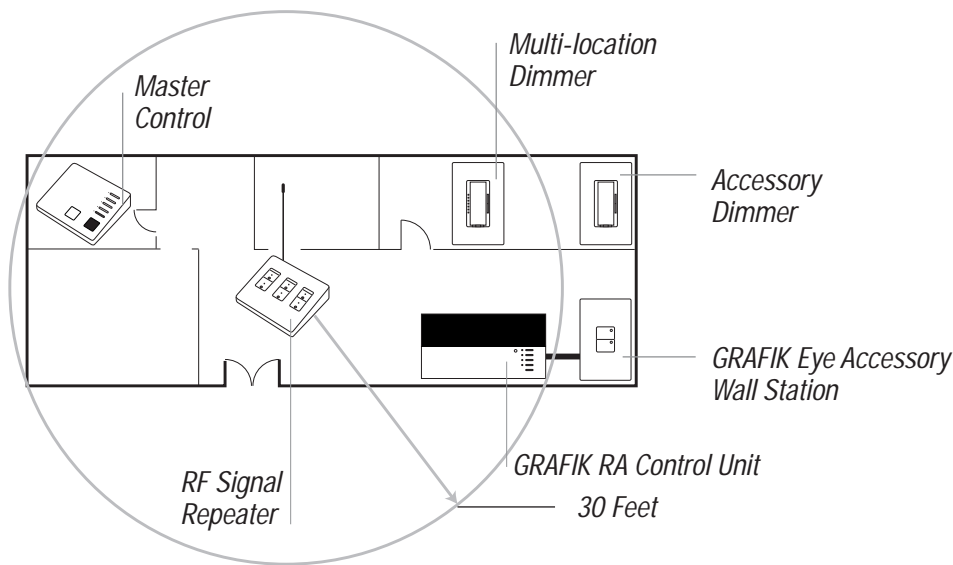 Multi-location
Dimmer
Master
Control
Accessory
Dimmer
GRAFIK Eye Accessory
Wall Station
GRAFIK RA Control Unit
RF Signal
Repeater
30 Feet